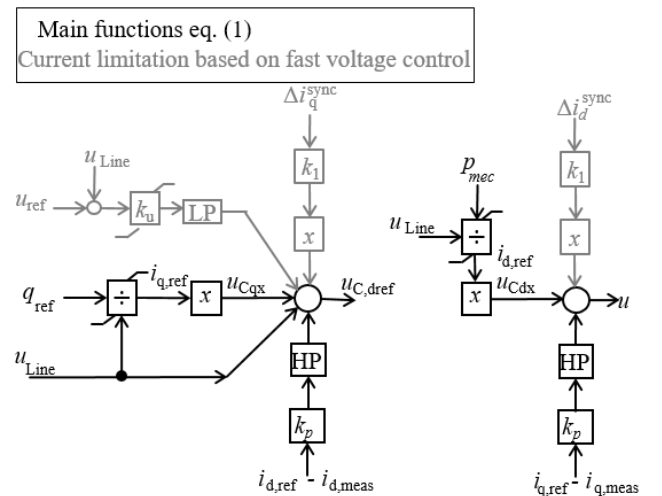 Main functions eq. (1)
Current limitation based on fast voltage control
Δi_q^sync
k_1
x
u_Line
u_ref
k_u
LP
q_ref
÷
i_q,ref
x
u_Cqx
u_C,dref
u_Line
HP
k_p
i_d,ref - i_d,meas
Δi_d^sync
k_1
x
p_mec
u_Line
÷
i_d,ref
x
u_Cdx
u
HP
k_p
i_q,ref - i_q,meas